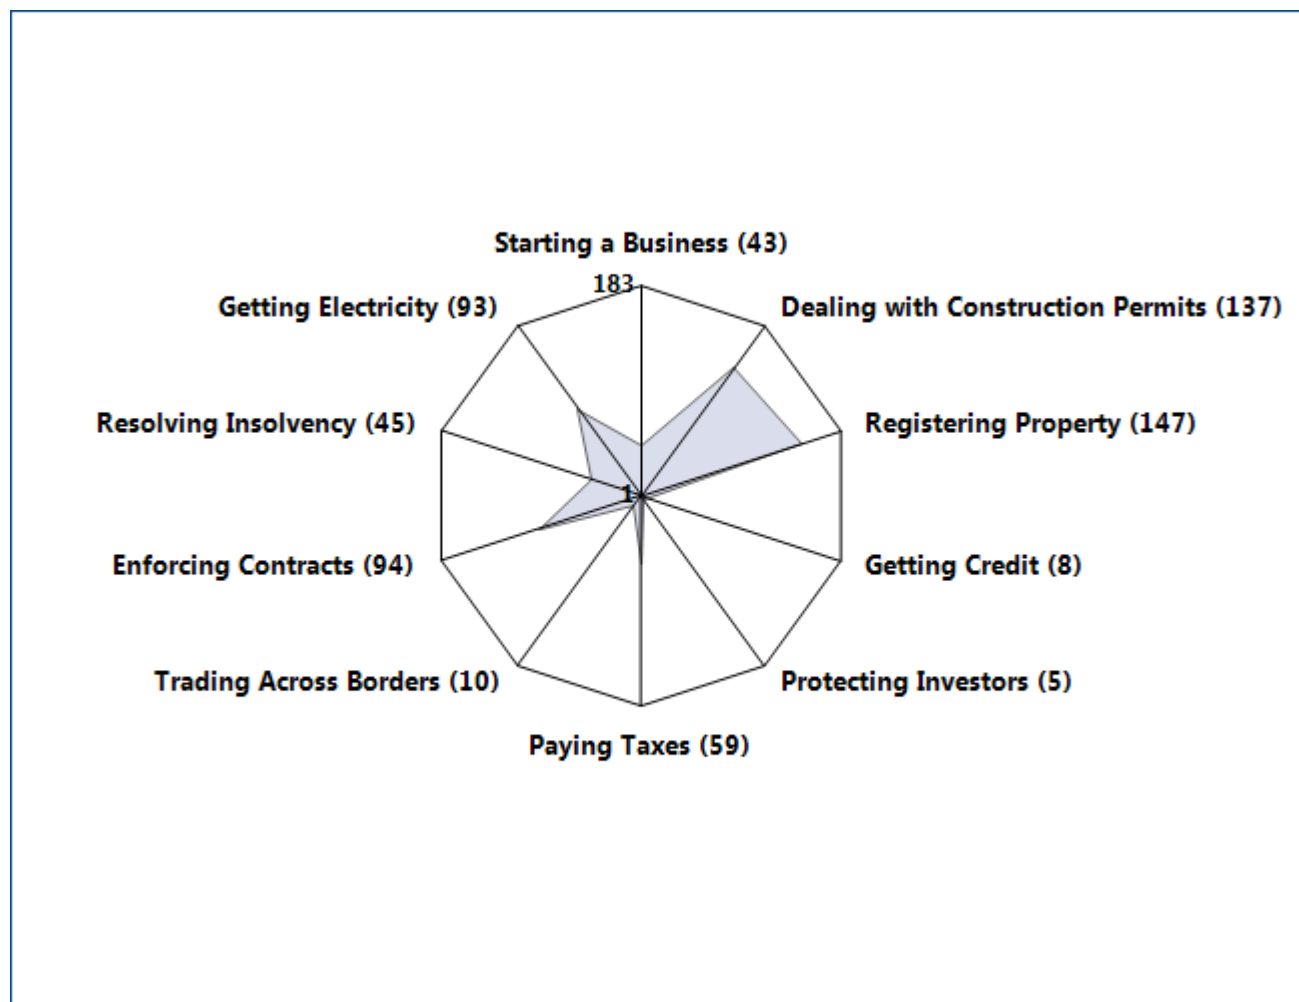 Starting a Business (43)
183
Getting Electricity (93)
Dealing with Construction Permits (137)
Resolving Insolvency (45)
Registering Property (147)
1
Enforcing Contracts (94)
Getting Credit (8)
Trading Across Borders (10)
Protecting Investors (5)
Paying Taxes (59)